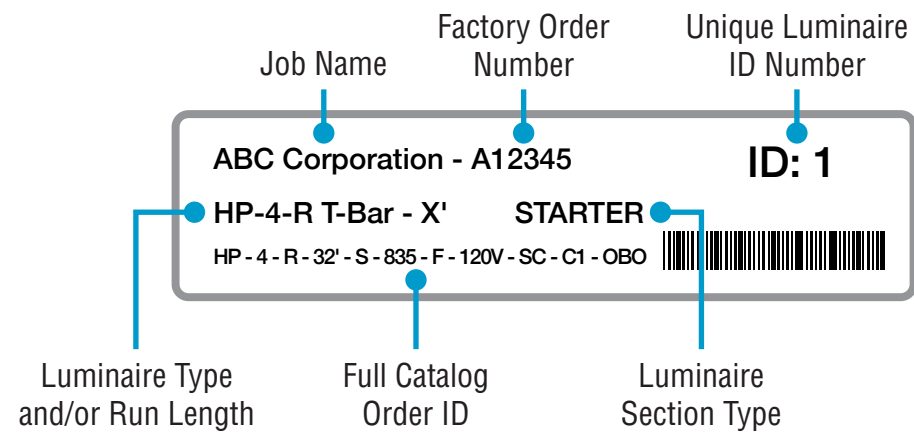 Factory Order
Number
Unique Luminaire
ID Number
Job Name
ABC Corporation - A12345
ID: 1
HP-4-R T-Bar - X'
STARTER
HP - 4 - R - 32' - S - 835 - F - 120V - SC - C1 - OBO
Luminaire Type
and/or Run Length
Full Catalog
Order ID
Luminaire
Section Type